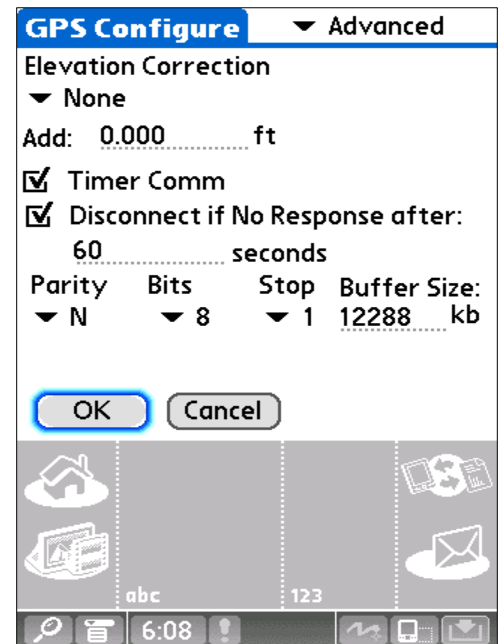 GPS Configure Advanced
Elevation Correction
None
Add: 0.000 ft
Timer Comm
Disconnect if No Response after:
60 seconds
Parity Bits Stop Buffer Size:
N 8 1 12288 kb
OK Cancel
abc 123
6:08